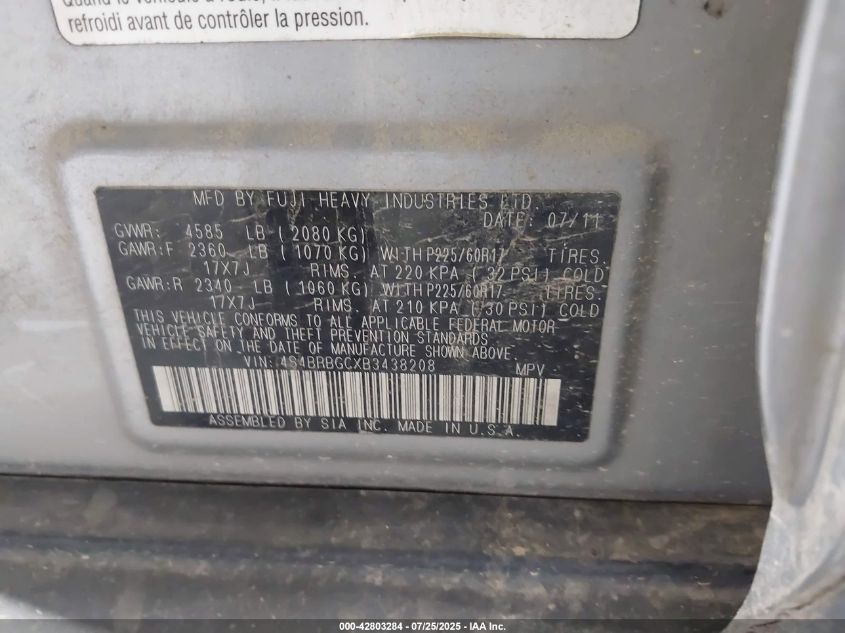 refroidi avant de contrôler la pression.
MFD BY FUJI HEAVY INDUSTRIES LTD
DATE: 07/11
GVWR: 4585 LB ( 2080 KG)
GAWR:F 2360 LB ( 1070 KG) WITH P225/60R17 TIRES.
17X7J RIMS. AT 220 KPA ( 32 PSI) COLD
GAWR:R 2340 LB ( 1060 KG) WITH P225/60R17 TIRES.
17X7J RIMS. AT 210 KPA ( 30 PSI) COLD
THIS VEHICLE CONFORMS TO ALL APPLICABLE FEDERAL MOTOR
VEHICLE SAFETY AND THEFT PREVENTION STANDARDS
IN EFFECT ON THE DATE OF MANUFACTURE SHOWN ABOVE.
VIN: 4S4BRBGCXB3438208 MPV
ASSEMBLED BY SIA INC. MADE IN U.S.A.
000-42803284 - 07/25/2025 - IAA Inc.